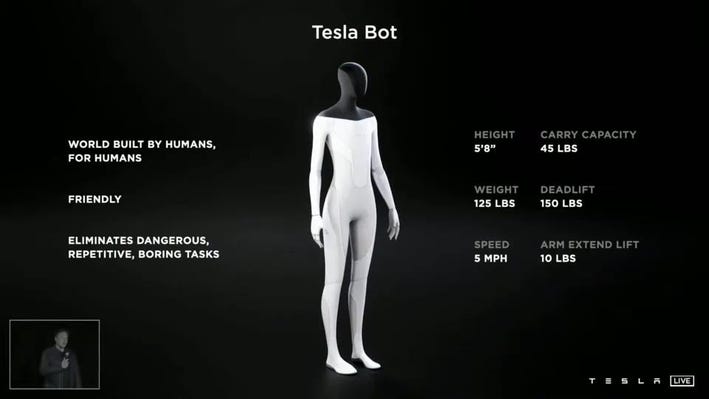 Tesla Bot
WORLD BUILT BY HUMANS,
FOR HUMANS
FRIENDLY
ELIMINATES DANGEROUS,
REPETITIVE, BORING TASKS
HEIGHT
5'8"
CARRY CAPACITY
45 LBS
WEIGHT
125 LBS
DEADLIFT
150 LBS
SPEED
5 MPH
ARM EXTEND LIFT
10 LBS
TESLA LIVE